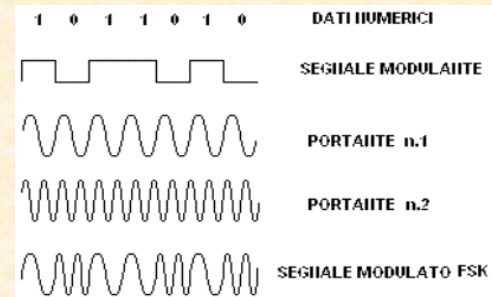 1 0 1 1 0 1 0 DATI NUMERICI
SEGNALE MODULANTE
PORTANTE n.1
PORTANTE n.2
SEGNALE MODULATO FSK